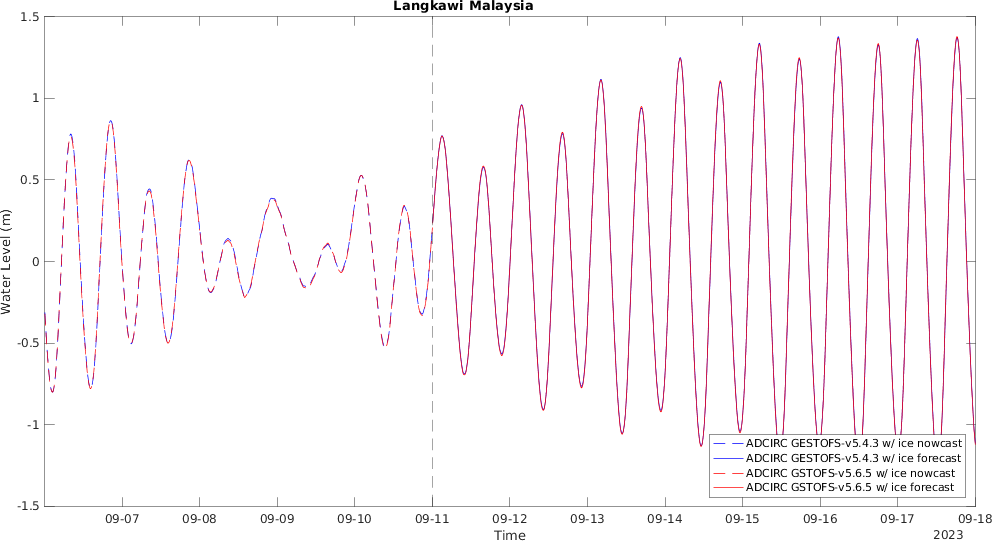 Langkawi Malaysia
1.5
1
0.5
0
-0.5
-1
-1.5
Water Level (m)
09-07 09-08 09-09 09-10 09-11 09-12 09-13 09-14 09-15 09-16 09-17 09-18
Time
2023
ADCIRC GESTOFS-v5.4.3 w/ ice nowcast
ADCIRC GESTOFS-v5.4.3 w/ ice forecast
ADCIRC GSTOFS-v5.6.5 w/ ice nowcast
ADCIRC GSTOFS-v5.6.5 w/ ice forecast